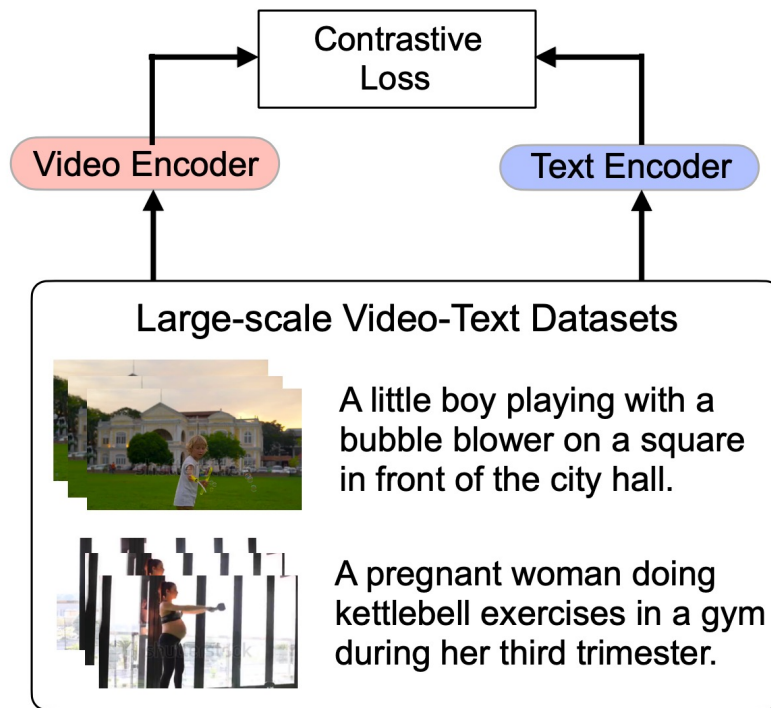 Contrastive
Loss
Video Encoder
Text Encoder
Large-scale Video-Text Datasets
A little boy playing with a
bubble blower on a square
in front of the city hall.
A pregnant woman doing
kettlebell exercises in a gym
during her third trimester.